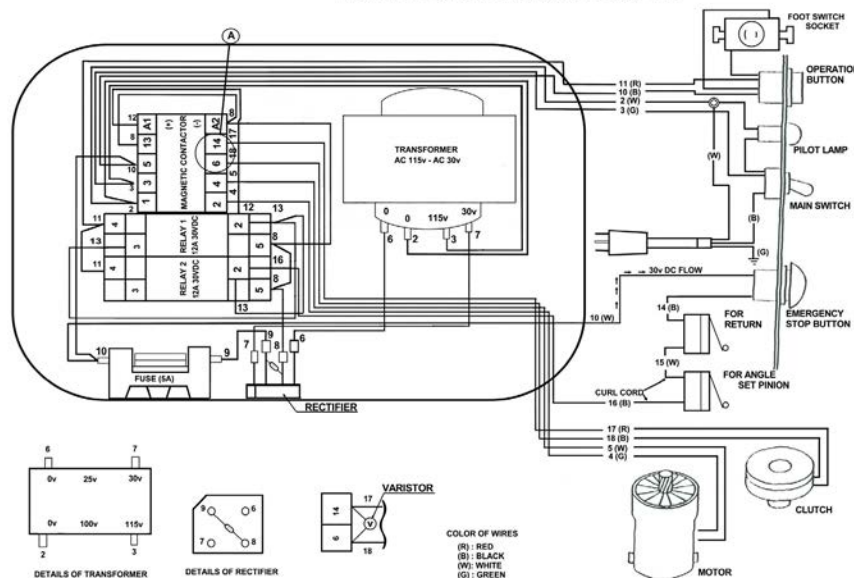 FOOT SWITCH
SOCKET
A
OPERATION
BUTTON
11 (R)
10 (B)
2 (W)
3 (G)
(W)
PILOT LAMP
MAIN SWITCH
(B)
(G)
12
8
A1
13
5
3
1
(+)
(-)
MAGNETIC CONTACTOR
A2
14
6
4
2
8
17
18
5
4
10
3
2
12
13
TRANSFORMER
AC 115v - AC 30v
0
0
115v
30v
6
2
3
7
11
13
11
4
3
4
3
RELAY 1
12A 30VDC
RELAY 2
12A 30VDC
2
5
2
5
8
16
8
13
30v DC FLOW
10 (W)
14 (B)
FOR
RETURN
EMERGENCY
STOP BUTTON
15 (W)
FOR ANGLE
SET PINION
CURL CORD
16 (B)
10
9
FUSE (5A)
7
9
8
6
RECTIFIER
17 (R)
18 (B)
5 (W)
4 (G)
CLUTCH
MOTOR
6
7
0v
25v
30v
0v
100v
115v
2
3
DETAILS OF TRANSFORMER
9
6
7
8
DETAILS OF RECTIFIER
14
6
17
18
V
VARISTOR
COLOR OF WIRES
(R) : RED
(B) : BLACK
(W): WHITE
(G) : GREEN